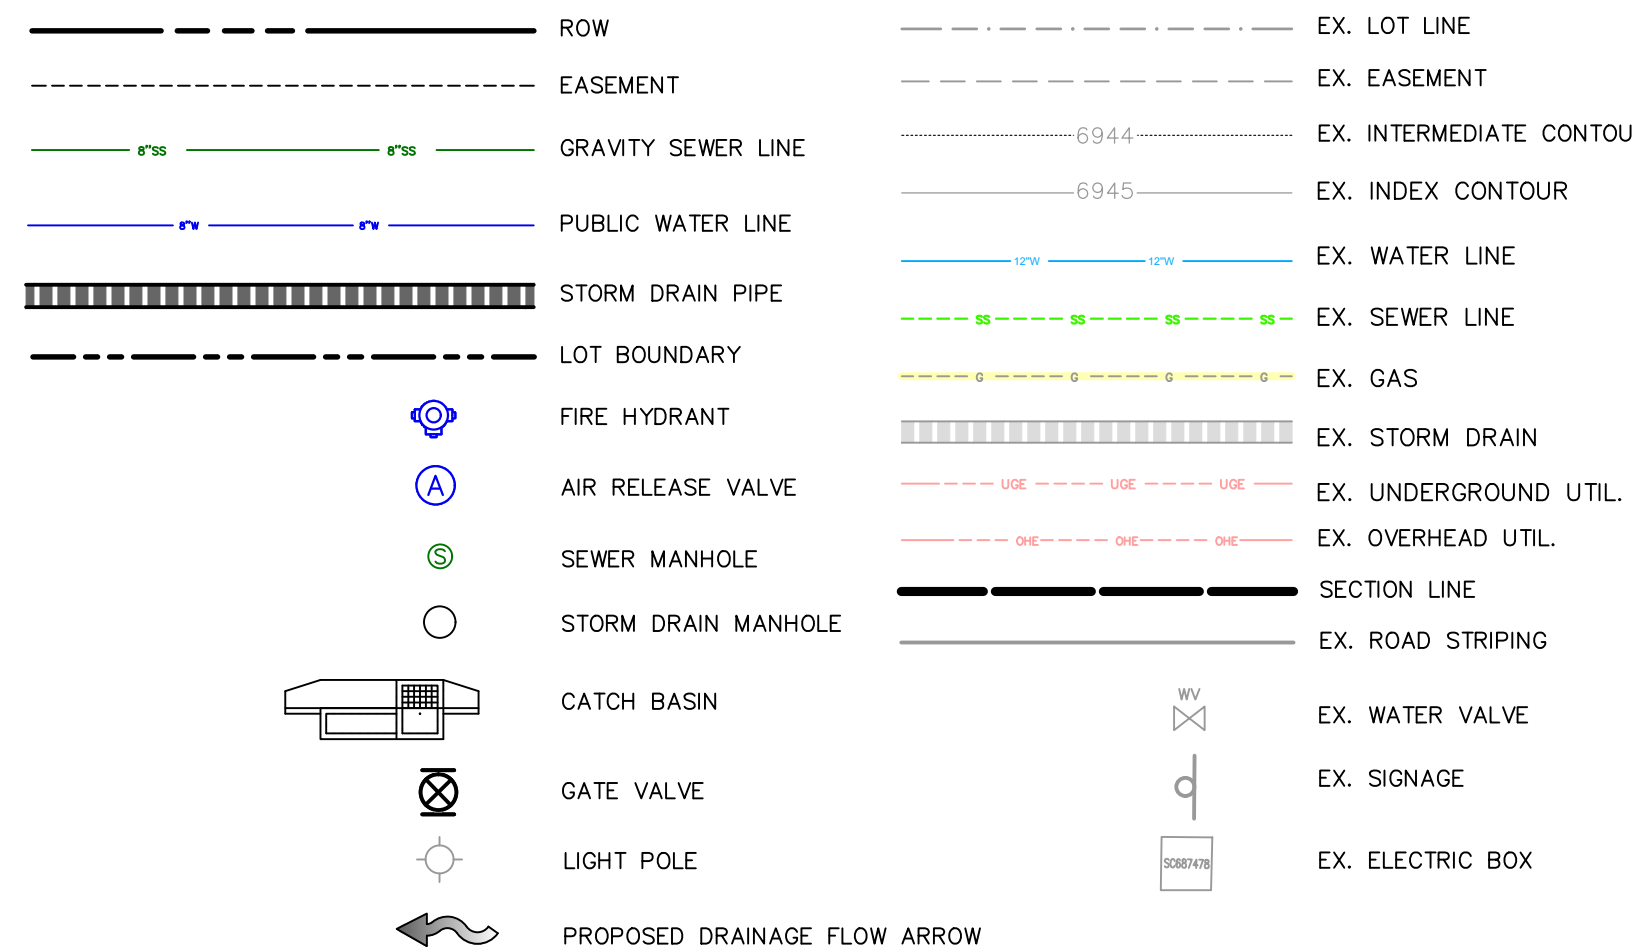 ROW
EASEMENT
8"SS 8"SS GRAVITY SEWER LINE
8"W 8"W PUBLIC WATER LINE
STORM DRAIN PIPE
LOT BOUNDARY
FIRE HYDRANT
A AIR RELEASE VALVE
S SEWER MANHOLE
STORM DRAIN MANHOLE
CATCH BASIN
GATE VALVE
LIGHT POLE
PROPOSED DRAINAGE FLOW ARROW
EX. LOT LINE
EX. EASEMENT
6944 EX. INTERMEDIATE CONTOU
6945 EX. INDEX CONTOUR
12"W 12"W EX. WATER LINE
SS SS SS SS EX. SEWER LINE
G G G G EX. GAS
EX. STORM DRAIN
UGE UGE UGE EX. UNDERGROUND UTIL.
OHE OHE OHE EX. OVERHEAD UTIL.
SECTION LINE
EX. ROAD STRIPING
WV
EX. WATER VALVE
EX. SIGNAGE
SC687478 EX. ELECTRIC BOX